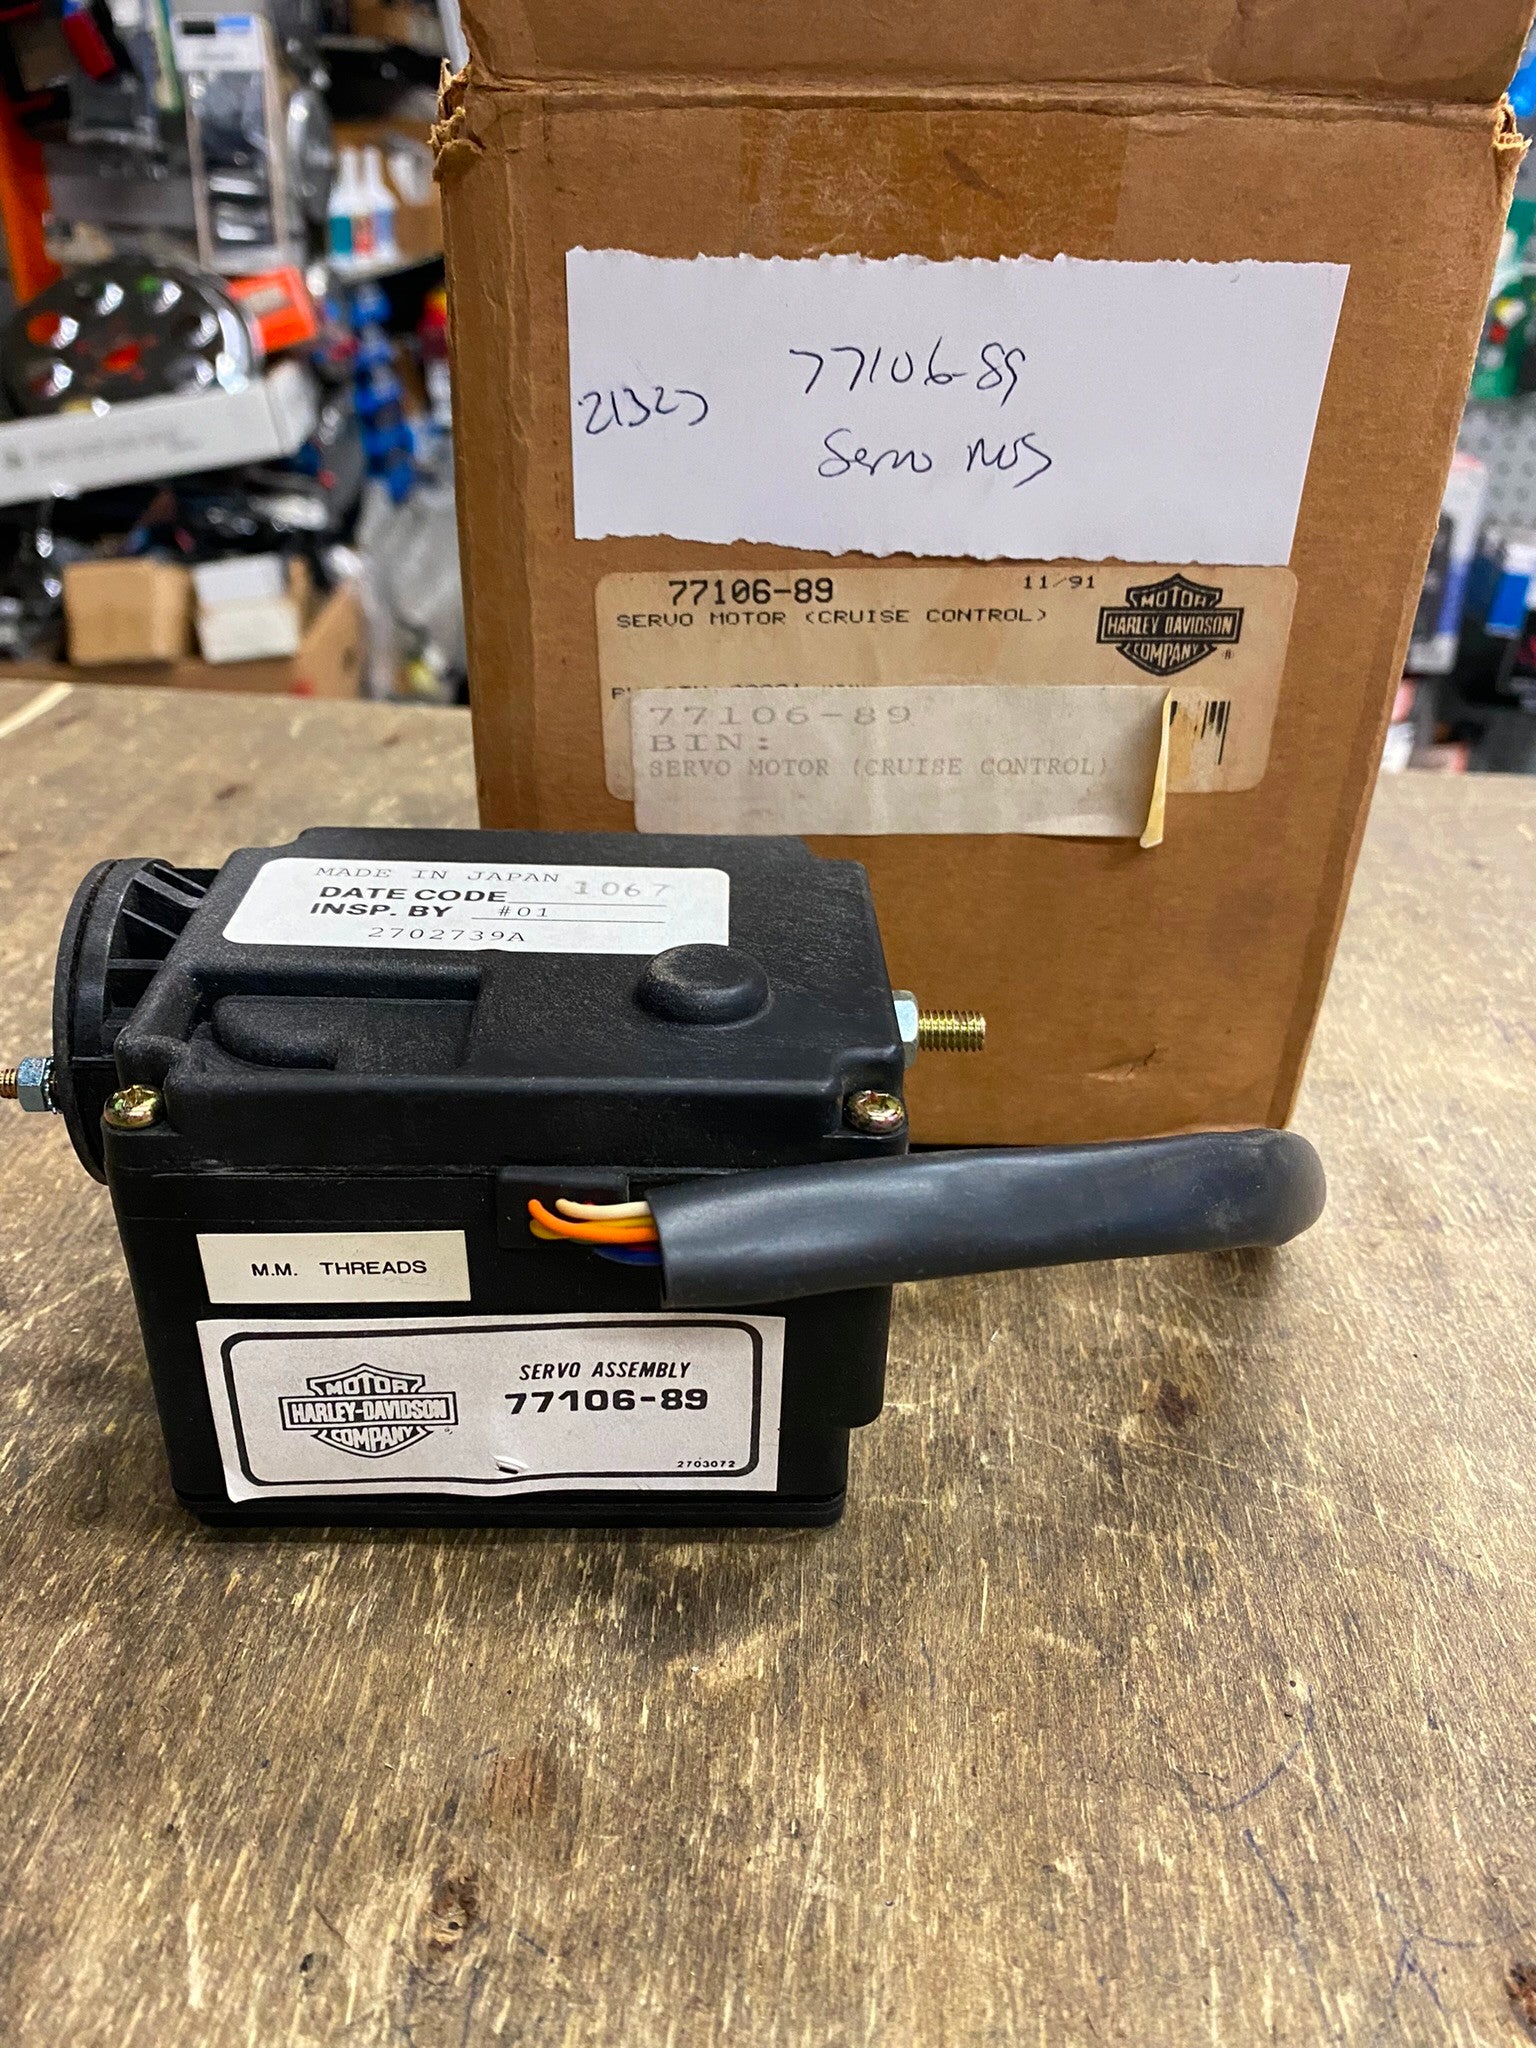 77106-89
21327
Servo NOS
77106-89 11/91
SERVO MOTOR (CRUISE CONTROL)
MOTOR
HARLEY DAVIDSON
COMPANY
®
77106-89
BIN:
SERVO MOTOR (CRUISE CONTROL)
MADE IN JAPAN
DATE CODE 1067
INSP. BY #01
2702739A
M.M. THREADS
SERVO ASSEMBLY
77106-89
MOTOR
HARLEY-DAVIDSON
COMPANY
®
2703072